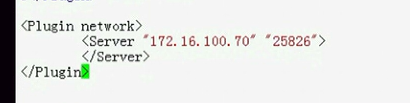 <Plugin network>
<Server "172.16.100.70" "25826">
</Server>
</Plugin>